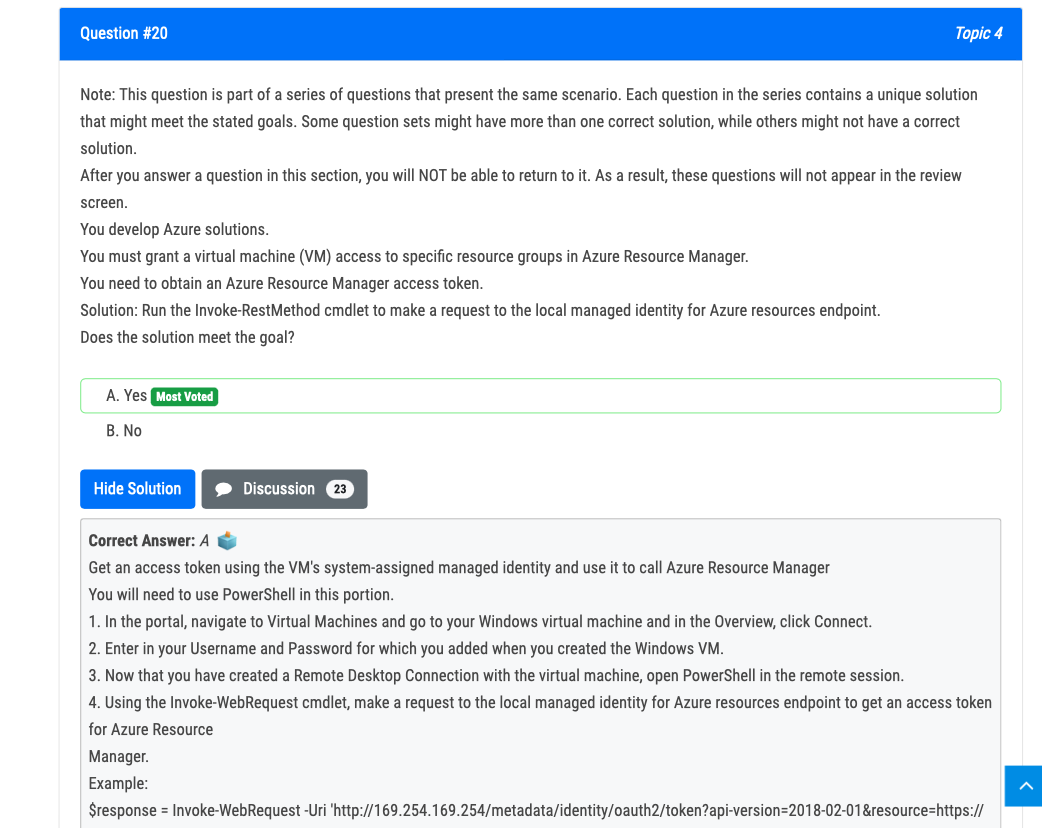 Question #20
Topic 4
Note: This question is part of a series of questions that present the same scenario. Each question in the series contains a unique solution
that might meet the stated goals. Some question sets might have more than one correct solution, while others might not have a correct
solution.
After you answer a question in this section, you will NOT be able to return to it. As a result, these questions will not appear in the review
screen.
You develop Azure solutions.
You must grant a virtual machine (VM) access to specific resource groups in Azure Resource Manager.
You need to obtain an Azure Resource Manager access token.
Solution: Run the Invoke-RestMethod cmdlet to make a request to the local managed identity for Azure resources endpoint.
Does the solution meet the goal?
A. Yes Most Voted
B. No
Hide Solution
Discussion 23
Correct Answer: A
Get an access token using the VM's system-assigned managed identity and use it to call Azure Resource Manager
You will need to use PowerShell in this portion.
1. In the portal, navigate to Virtual Machines and go to your Windows virtual machine and in the Overview, click Connect.
2. Enter in your Username and Password for which you added when you created the Windows VM.
3. Now that you have created a Remote Desktop Connection with the virtual machine, open PowerShell in the remote session.
4. Using the Invoke-WebRequest cmdlet, make a request to the local managed identity for Azure resources endpoint to get an access token
for Azure Resource
Manager.
Example:
$response = Invoke-WebRequest -Uri 'http://169.254.169.254/metadata/identity/oauth2/token?api-version=2018-02-01&resource=https://